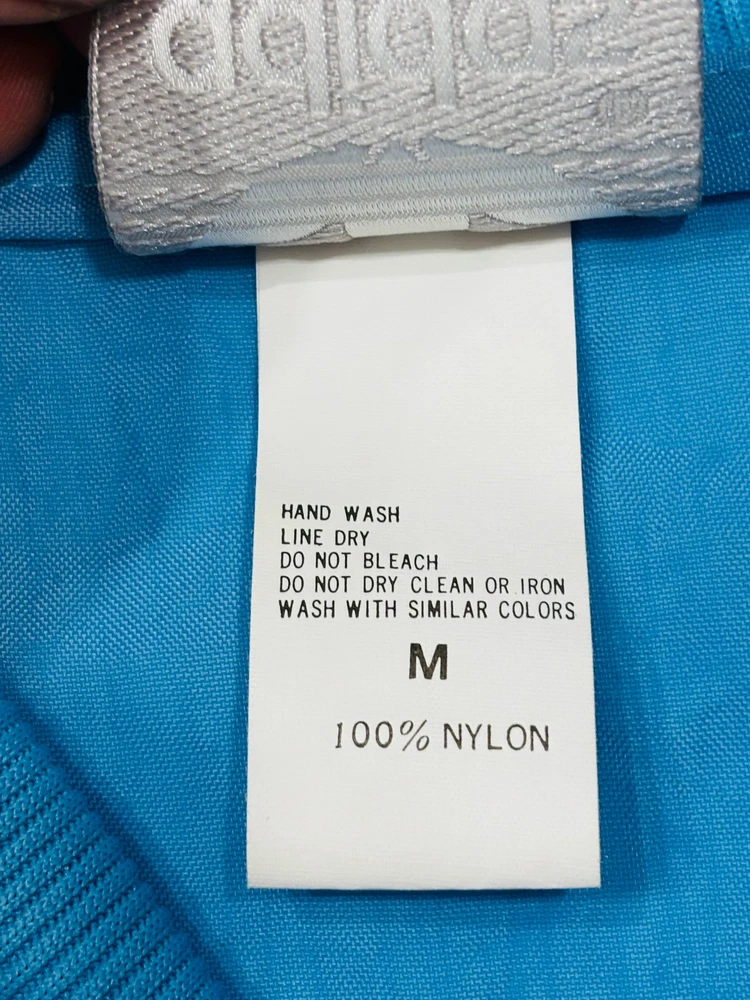 adidas
HAND WASH
LINE DRY
DO NOT BLEACH
DO NOT DRY CLEAN OR IRON
WASH WITH SIMILAR COLORS
M
100% NYLON